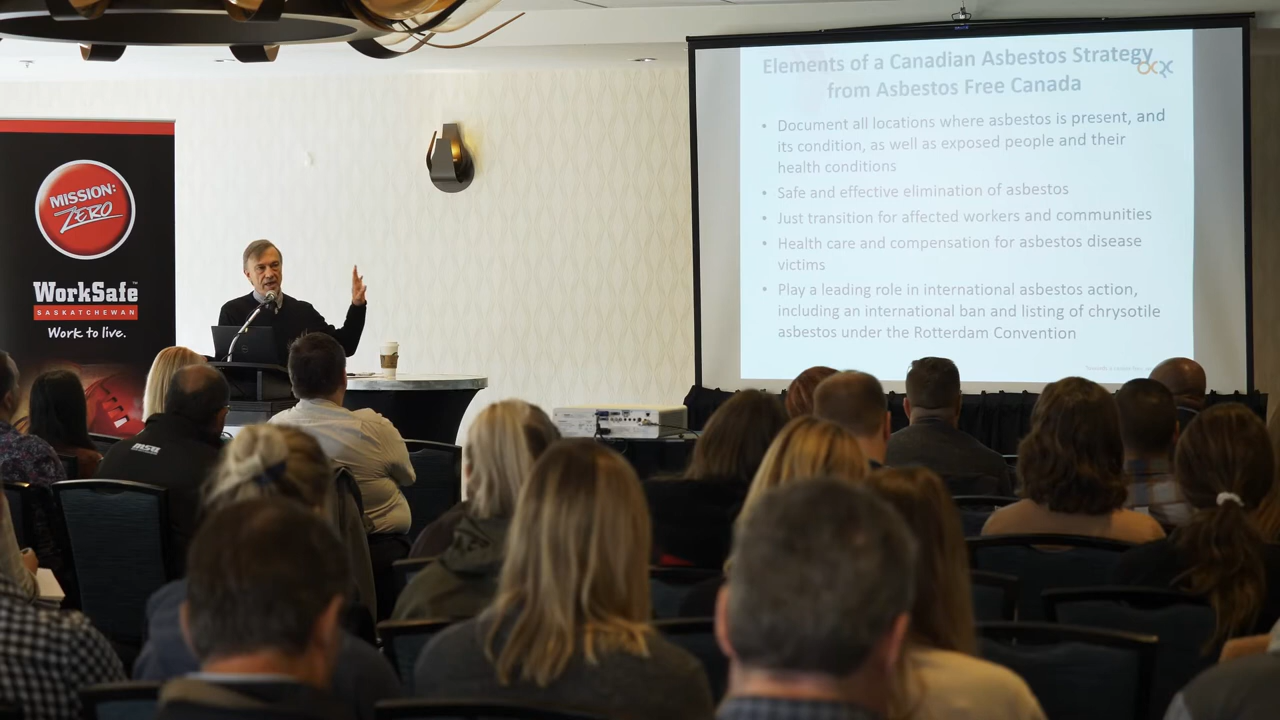 MISSION:
ZERO
WorkSafe™
SASKATCHEWAN
Work to live.
Elements of a Canadian Asbestos Strategy
from Asbestos Free Canada
• Document all locations where asbestos is present, and
its condition, as well as exposed people and their
health conditions
• Safe and effective elimination of asbestos
• Just transition for affected workers and communities
• Health care and compensation for asbestos disease
victims
• Play a leading role in international asbestos action,
including an international ban and listing of chrysotile
asbestos under the Rotterdam Convention